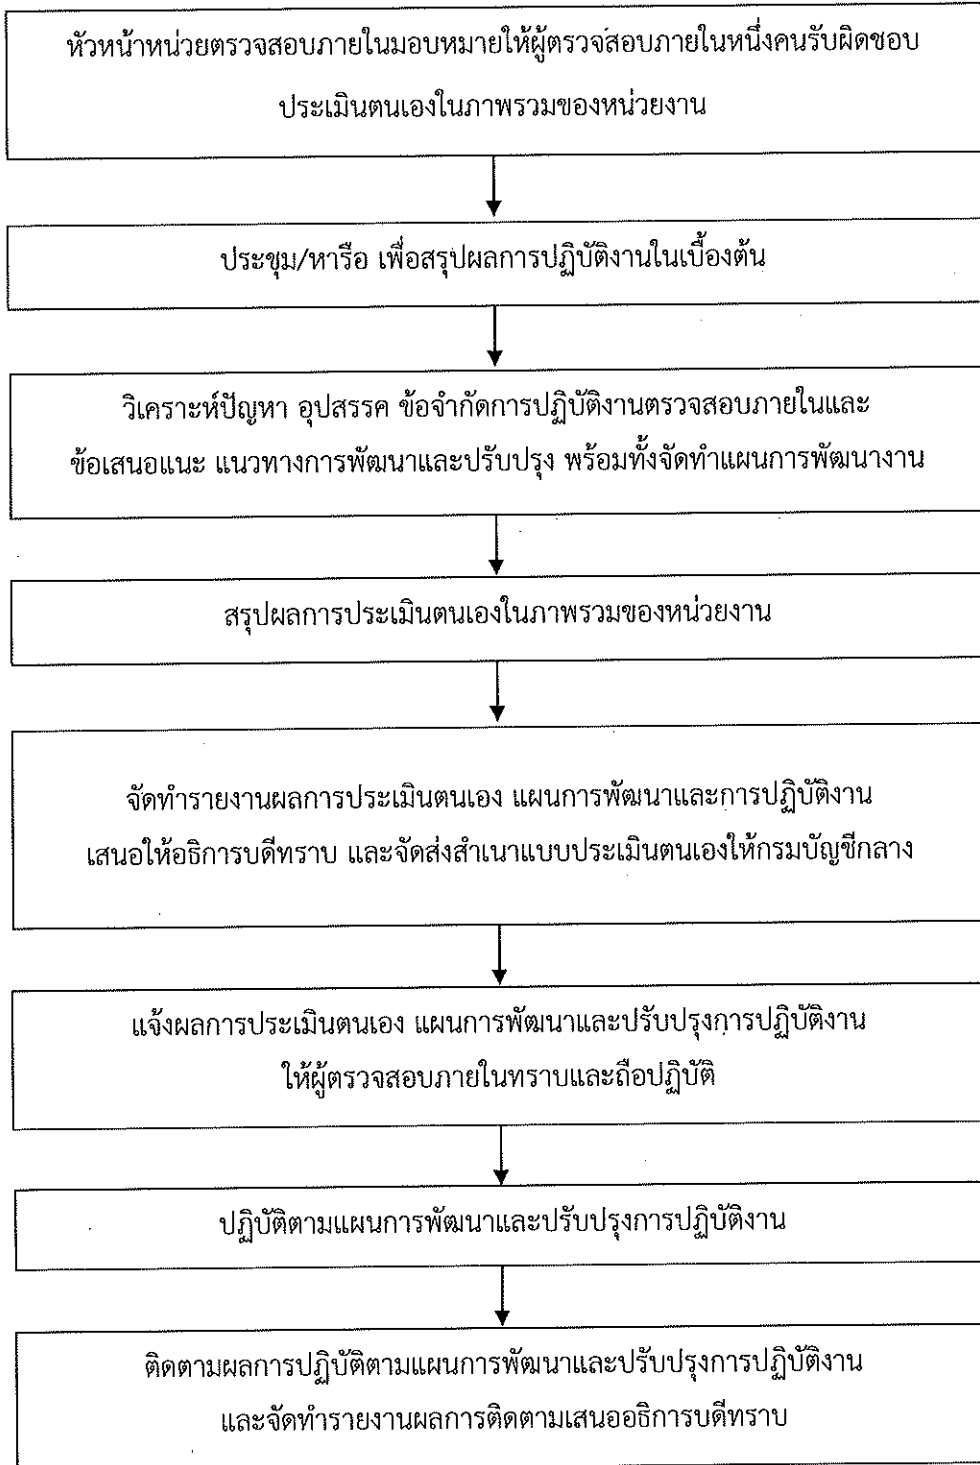 หัวหน้าหน่วยตรวจสอบภายในมอบหมายให้ผู้ตรวจสอบภายในหนึ่งคนรับผิดชอบ
ประเมินตนเองในภาพรวมของหน่วยงาน
ประชุม/หารือ เพื่อสรุปผลการปฏิบัติงานในเบื้องต้น
วิเคราะห์ปัญหา อุปสรรค ข้อจำกัดการปฏิบัติงานตรวจสอบภายในและ
ข้อเสนอแนะ แนวทางการพัฒนาและปรับปรุง พร้อมทั้งจัดทำแผนการพัฒนางาน
สรุปผลการประเมินตนเองในภาพรวมของหน่วยงาน
จัดทำรายงานผลการประเมินตนเอง แผนการพัฒนาและการปฏิบัติงาน
เสนอให้อธิการบดีทราบ และจัดส่งสำเนาแบบประเมินตนเองให้กรมบัญชีกลาง
แจ้งผลการประเมินตนเอง แผนการพัฒนาและปรับปรุงการปฏิบัติงาน
ให้ผู้ตรวจสอบภายในทราบและถือปฏิบัติ
ปฏิบัติตามแผนการพัฒนาและปรับปรุงการปฏิบัติงาน
ติดตามผลการปฏิบัติตามแผนการพัฒนาและปรับปรุงการปฏิบัติงาน
และจัดทำรายงานผลการติดตามเสนออธิการบดีทราบ